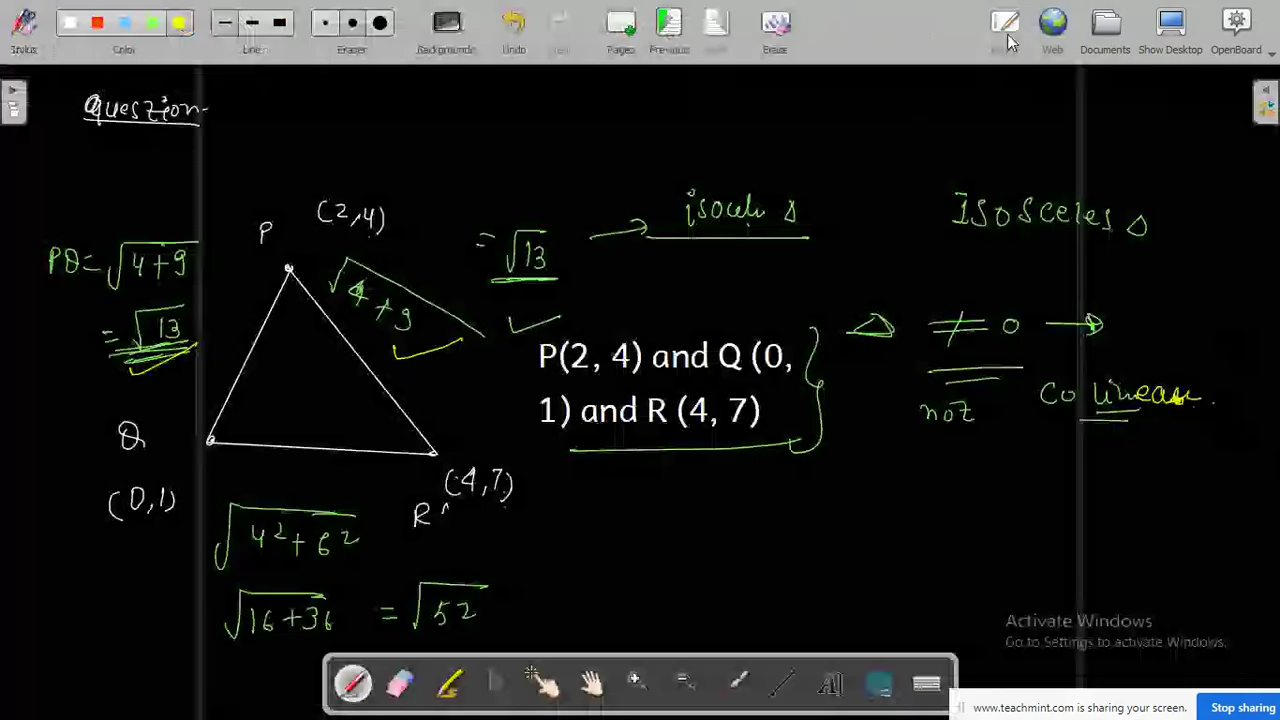 Stylus
Color
Line
Eraser
Backgrounds
Undo
Pages
Previous
Erase
Web
Documents
Show Desktop
OpenBoard
Question-
P (2,4)
PQ = √4+9
= √13
√4+9
= √13
isoceles
Isosceles
P(2, 4) and Q (0,
1) and R (4, 7)
≠ 0
not
Co linear.
Q
(0,1)
R (4,7)
√4²+6²
√16+36 = √52
Activate Windows
Go to Settings to activate Windows.
www.teachmint.com is sharing your screen.
Stop sharing